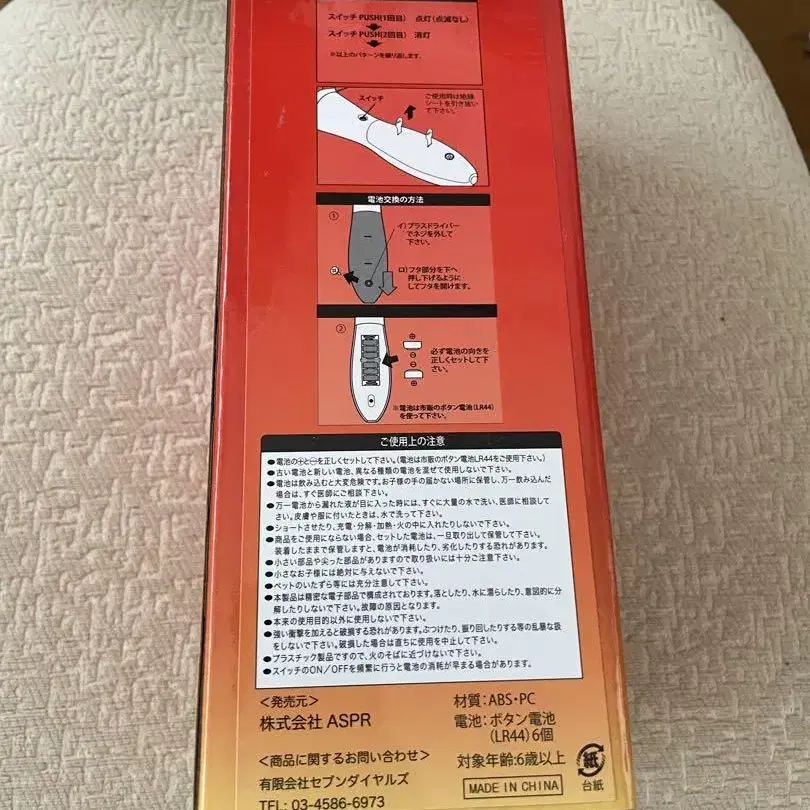 スイッチ PUSH(1回目) 点灯(点滅なし)
スイッチ PUSH(2回目) 消灯
※以上のパターンを繰り返します。
スイッチ
ご使用時は絶縁
シートを引き抜い
て下さい。
電池交換の方法
①
イ)プラスドライバー
でネジを外して
下さい。
ロ)フタ部分を下へ
押し下げるように
してフタを開けます。
②
必ず電池の向きを
正しくセットして下
さい。
※電池は市販のボタン電池(LR44)
を使って下さい。
ご使用上の注意
●電池の⊕と⊖を正しくセットして下さい。(電池は市販のボタン電池LR44をご使用下さい。)
●古い電池と新しい電池、異なる種類の電池を混ぜて使用しないで下さい。
●電池は飲み込むと大変危険です。お子様の手の届かない場所に保管し、万一飲み込んだ
場合は、すぐ医師にご相談下さい。
●万一電池から漏れた液が目に入った時には、すぐに大量の水で洗い、医師に相談して下
さい。皮膚や服に付いたときは、水で洗って下さい。
●ショートさせたり、充電・分解・加熱・火の中に入れたりしないで下さい。
●商品をご使用にならない場合、セットした電池は、一旦取り出して保管して下さい。
装着したままで保管しますと、電池が消耗したり、劣化したりする恐れがあります。
●小さい部品や尖った部品がありますので取り扱いには十分ご注意下さい。
●小さなお子様には絶対に与えないで下さい。
●ペットのいたずら等には充分注意して下さい。
●本製品は精密な電子部品で構成されております。落としたり、水に濡らしたり、意図的に分
解したりしないで下さい。故障の原因となります。
●本来の使用目的以外に使用しないで下さい。
●強い衝撃を加えると破損する恐れがあります。ぶつけたり、振り回したりする等の乱暴な扱
をしないで下さい。破損した場合は直ちに使用を中止して下さい。
●プラスチック製品ですので、火のそばに近づけないで下さい。
●スイッチのON/OFFを頻繁に行うと電池の消耗が早まる場合があります。
<発売元>
株式会社 ASPR
<商品に関するお問い合わせ>
有限会社セブンダイヤルズ
TEL: 03-4586-6973
材質:ABS・PC
電池:ボタン電池
(LR44)6個
対象年齢:6歳以上
MADE IN CHINA
紙
台紙